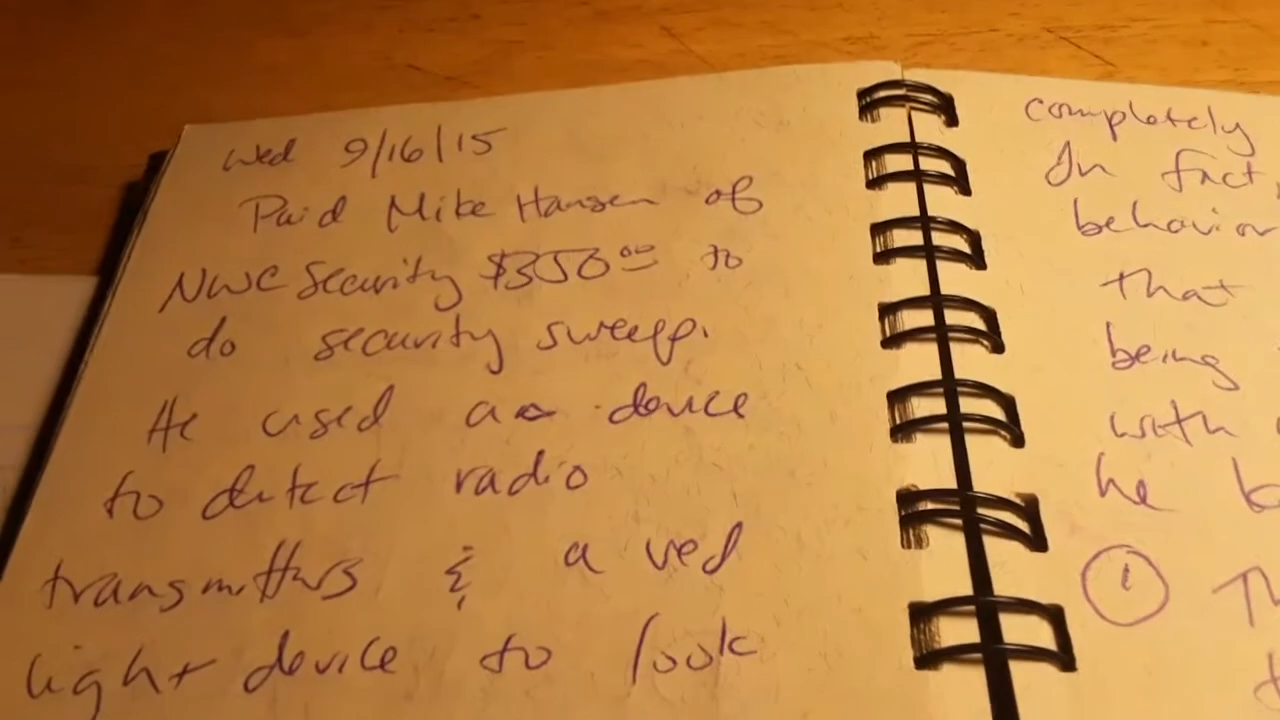 Wed 9/16/15
Paid Mike Hansen of
NWC Security $350.00 to
do security sweep.
He used a device
to detect radio
transmitters & a red
light device to look
completely
In fact,
behavior
that
being
with
he
①